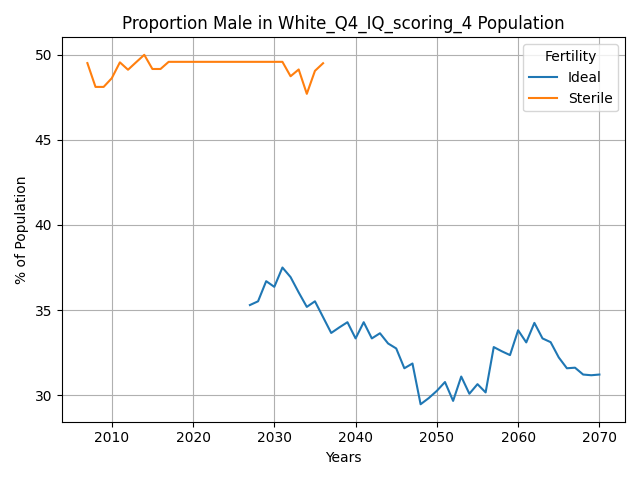 Proportion Male in White_Q4_IQ_scoring_4 Population
Fertility
Ideal
Sterile
% of Population
50
45
40
35
30
2010 2020 2030 2040 2050 2060 2070
Years